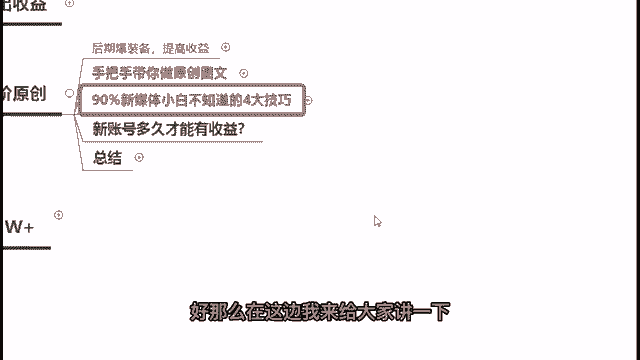 出收益
后期爆装备，提高收益
手把手带你做原创图文
价原创
90%新媒体小白不知道的4大技巧
新账号多久才能有收益？
总结
W+
好那么在这边我来给大家讲一下